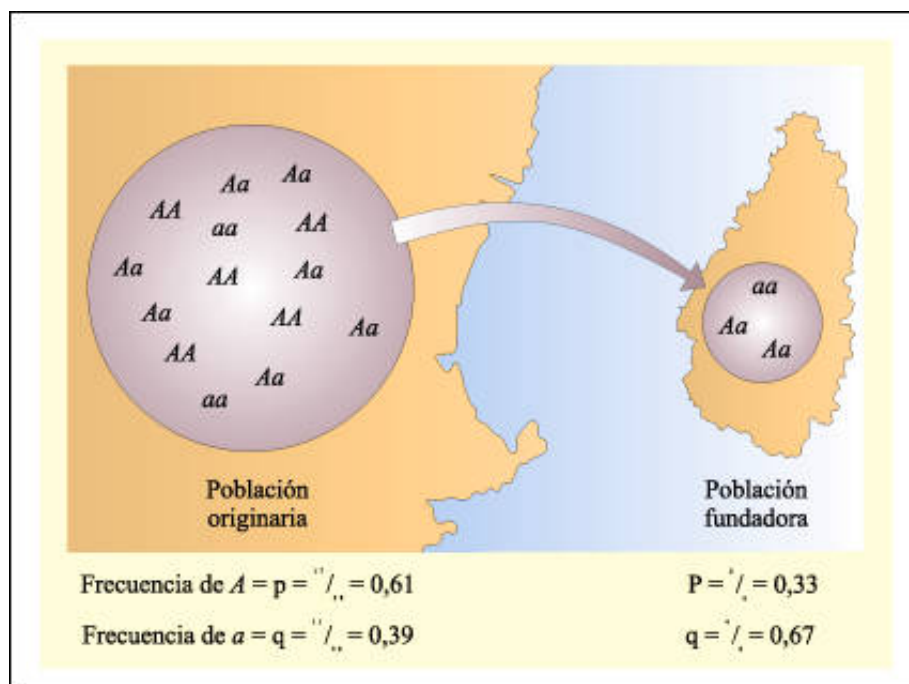 Aa Aa
AA aa AA
Aa AA Aa
Aa AA Aa
AA Aa
aa
aa
Aa
Aa
Población
originaria
Población
fundadora
Frecuencia de A = p = / = 0,61
P = / = 0,33
Frecuencia de a = q = / = 0,39
q = / = 0,67